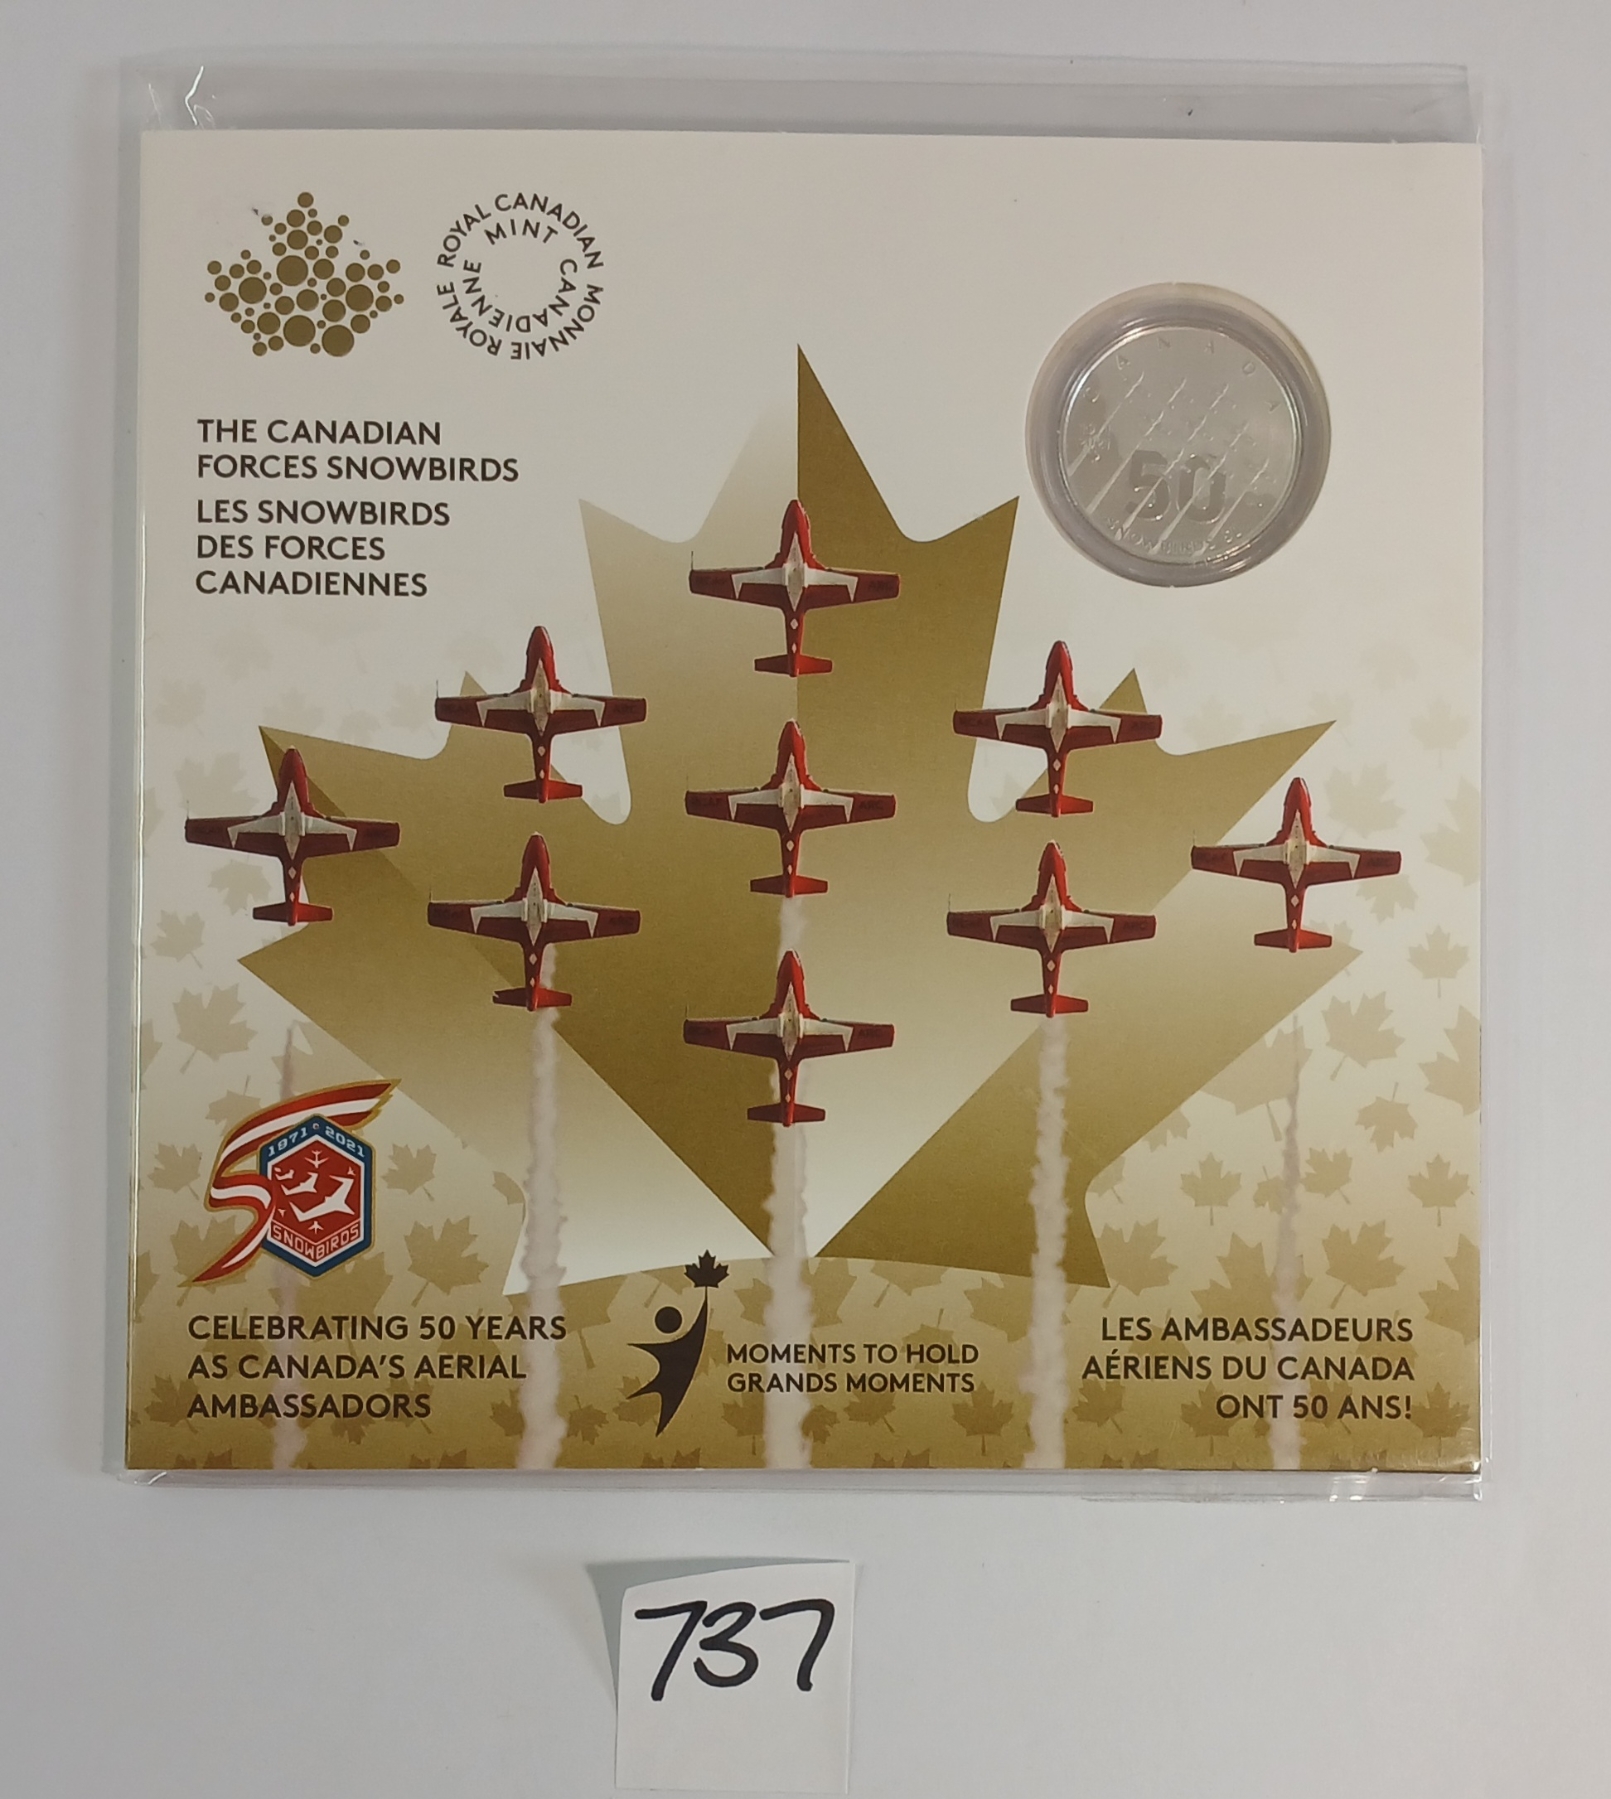 ROYAL CANADIAN MINT
MONNAIE ROYALE CANADIENNE
THE CANADIAN
FORCES SNOWBIRDS
LES SNOWBIRDS
DES FORCES
CANADIENNES
CANADA
50
SNOWBIRDS
1971 2021
SNOWBIRDS
CELEBRATING 50 YEARS
AS CANADA'S AERIAL
AMBASSADORS
MOMENTS TO HOLD
GRANDS MOMENTS
LES AMBASSADEURS
AÉRIENS DU CANADA
ONT 50 ANS!
737